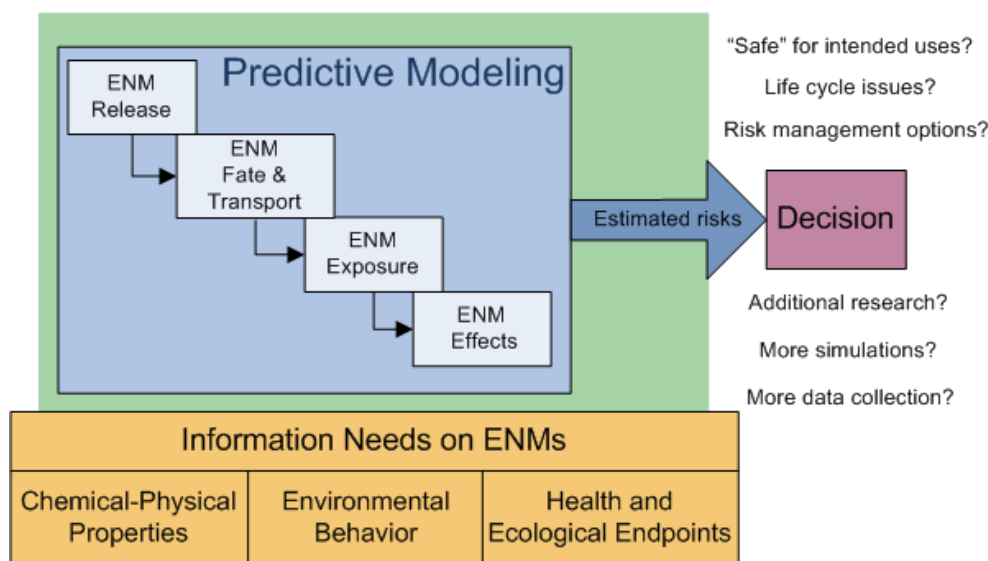 Predictive Modeling
ENM
Release
ENM
Fate &
Transport
ENM
Exposure
ENM
Effects
Estimated risks
“Safe” for intended uses?
Life cycle issues?
Risk management options?
Decision
Additional research?
More simulations?
More data collection?
Information Needs on ENMs
Chemical-Physical
Properties
Environmental
Behavior
Health and
Ecological Endpoints